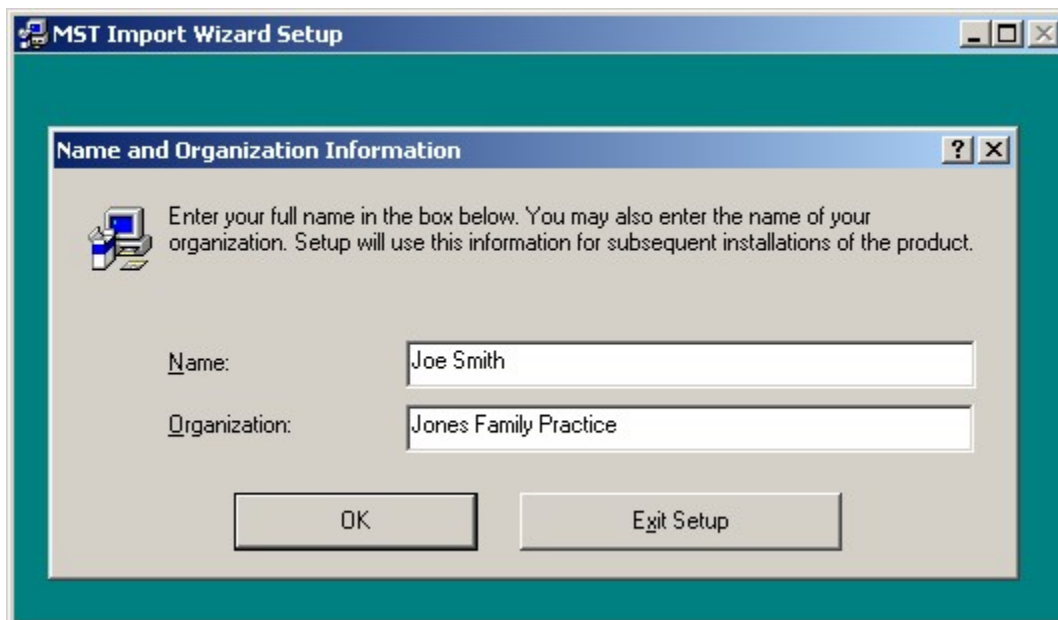 MST Import Wizard Setup
Name and Organization Information
Enter your full name in the box below. You may also enter the name of your
organization. Setup will use this information for subsequent installations of the product.
Name: Joe Smith
Organization: Jones Family Practice
OK Exit Setup